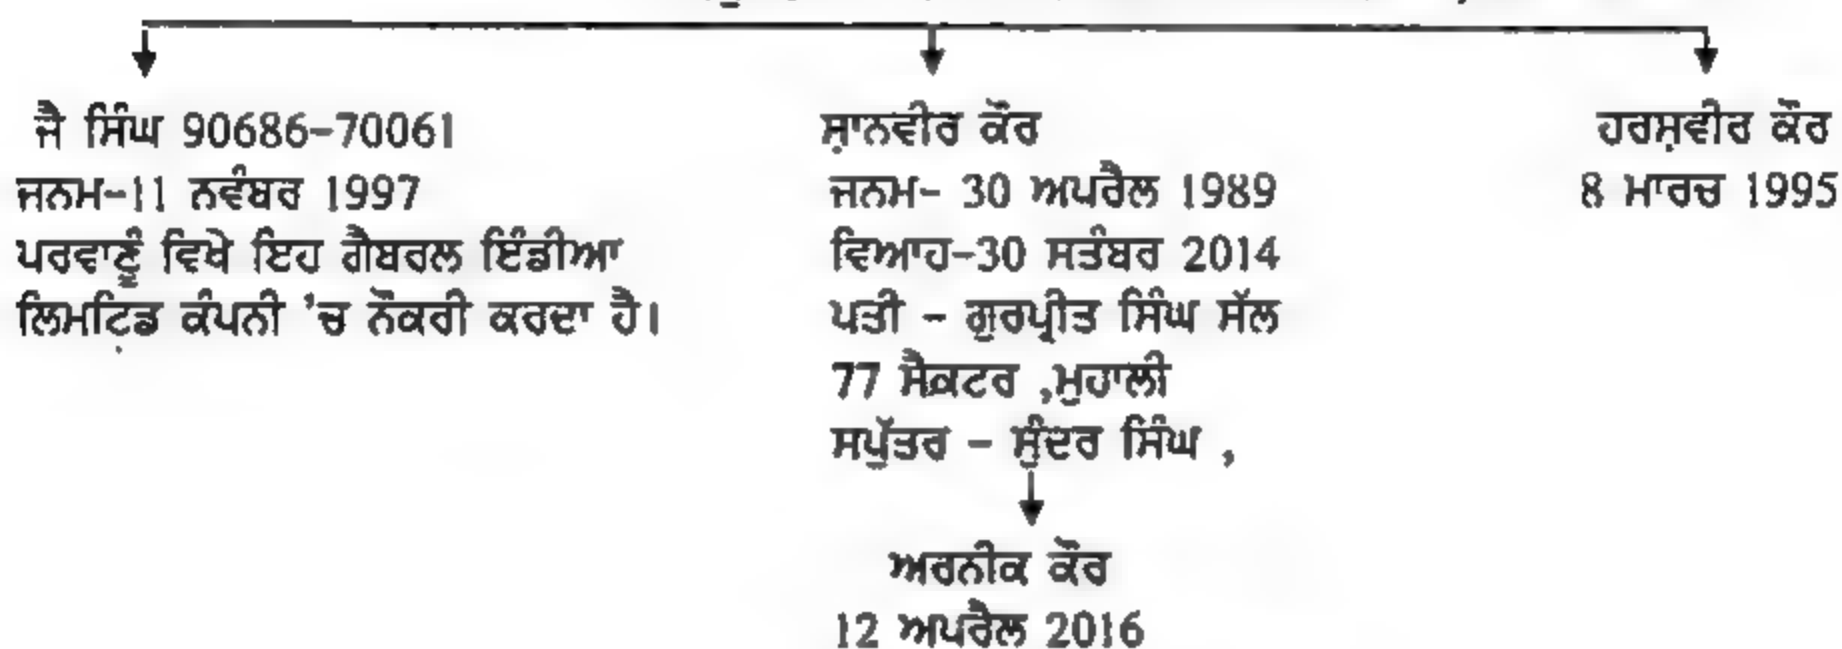 ਜੈ ਸਿੰਘ 90686-70061
ਜਨਮ-11 ਨਵੰਬਰ 1997
ਪਰਵਾਣੂੰ ਵਿਖੇ ਇਹ ਗੈਬਰਲ ਇੰਡੀਆ
ਲਿਮਟਿਡ ਕੰਪਨੀ 'ਚ ਨੌਕਰੀ ਕਰਦਾ ਹੈ।
ਸ਼ਾਨਵੀਰ ਕੌਰ
ਜਨਮ- 30 ਅਪਰੈਲ 1989
ਵਿਆਹ-30 ਸਤੰਬਰ 2014
ਪਤੀ - ਗੁਰਪ੍ਰੀਤ ਸਿੰਘ ਸੱਲ
77 ਸੈਕਟਰ ,ਮੁਹਾਲੀ
ਸਪੁੱਤਰ - ਸੁੰਦਰ ਸਿੰਘ ,
ਅਰਨੀਕ ਕੌਰ
12 ਅਪਰੈਲ 2016
ਹਰਸ਼ਵੀਰ ਕੌਰ
8 ਮਾਰਚ 1995